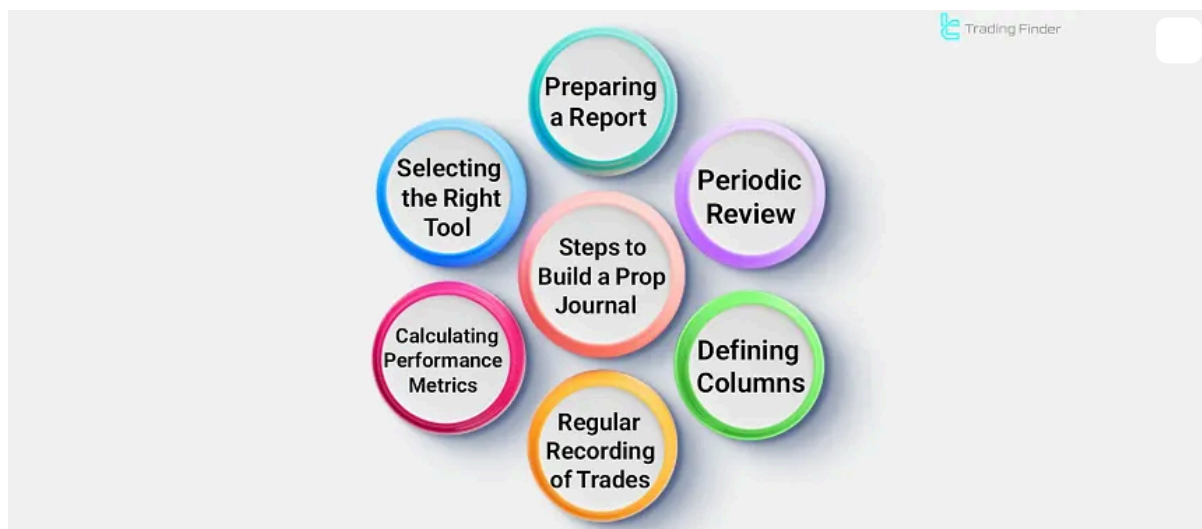 Trading Finder
Preparing
a Report
Selecting
the Right
Tool
Periodic
Review
Steps to
Build a Prop
Journal
Calculating
Performance
Metrics
Defining
Columns
Regular
Recording
of Trades